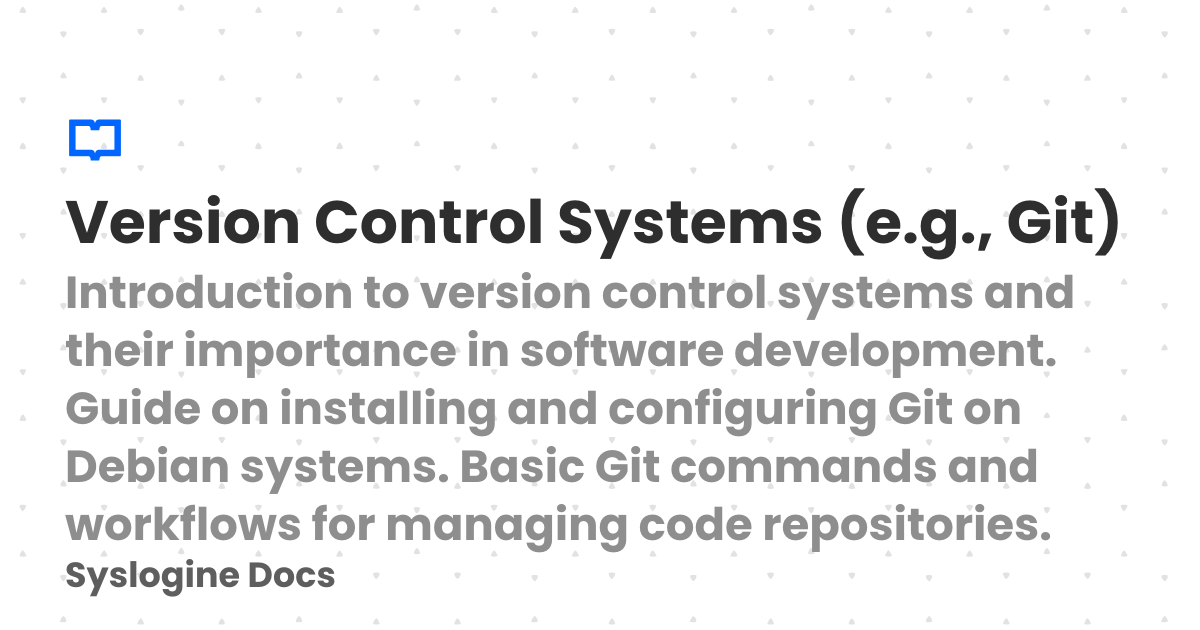 Version Control Systems (e.g., Git)
Introduction to version control systems and
their importance in software development.
Guide on installing and configuring Git on
Debian systems. Basic Git commands and
workflows for managing code repositories.
Syslogine Docs